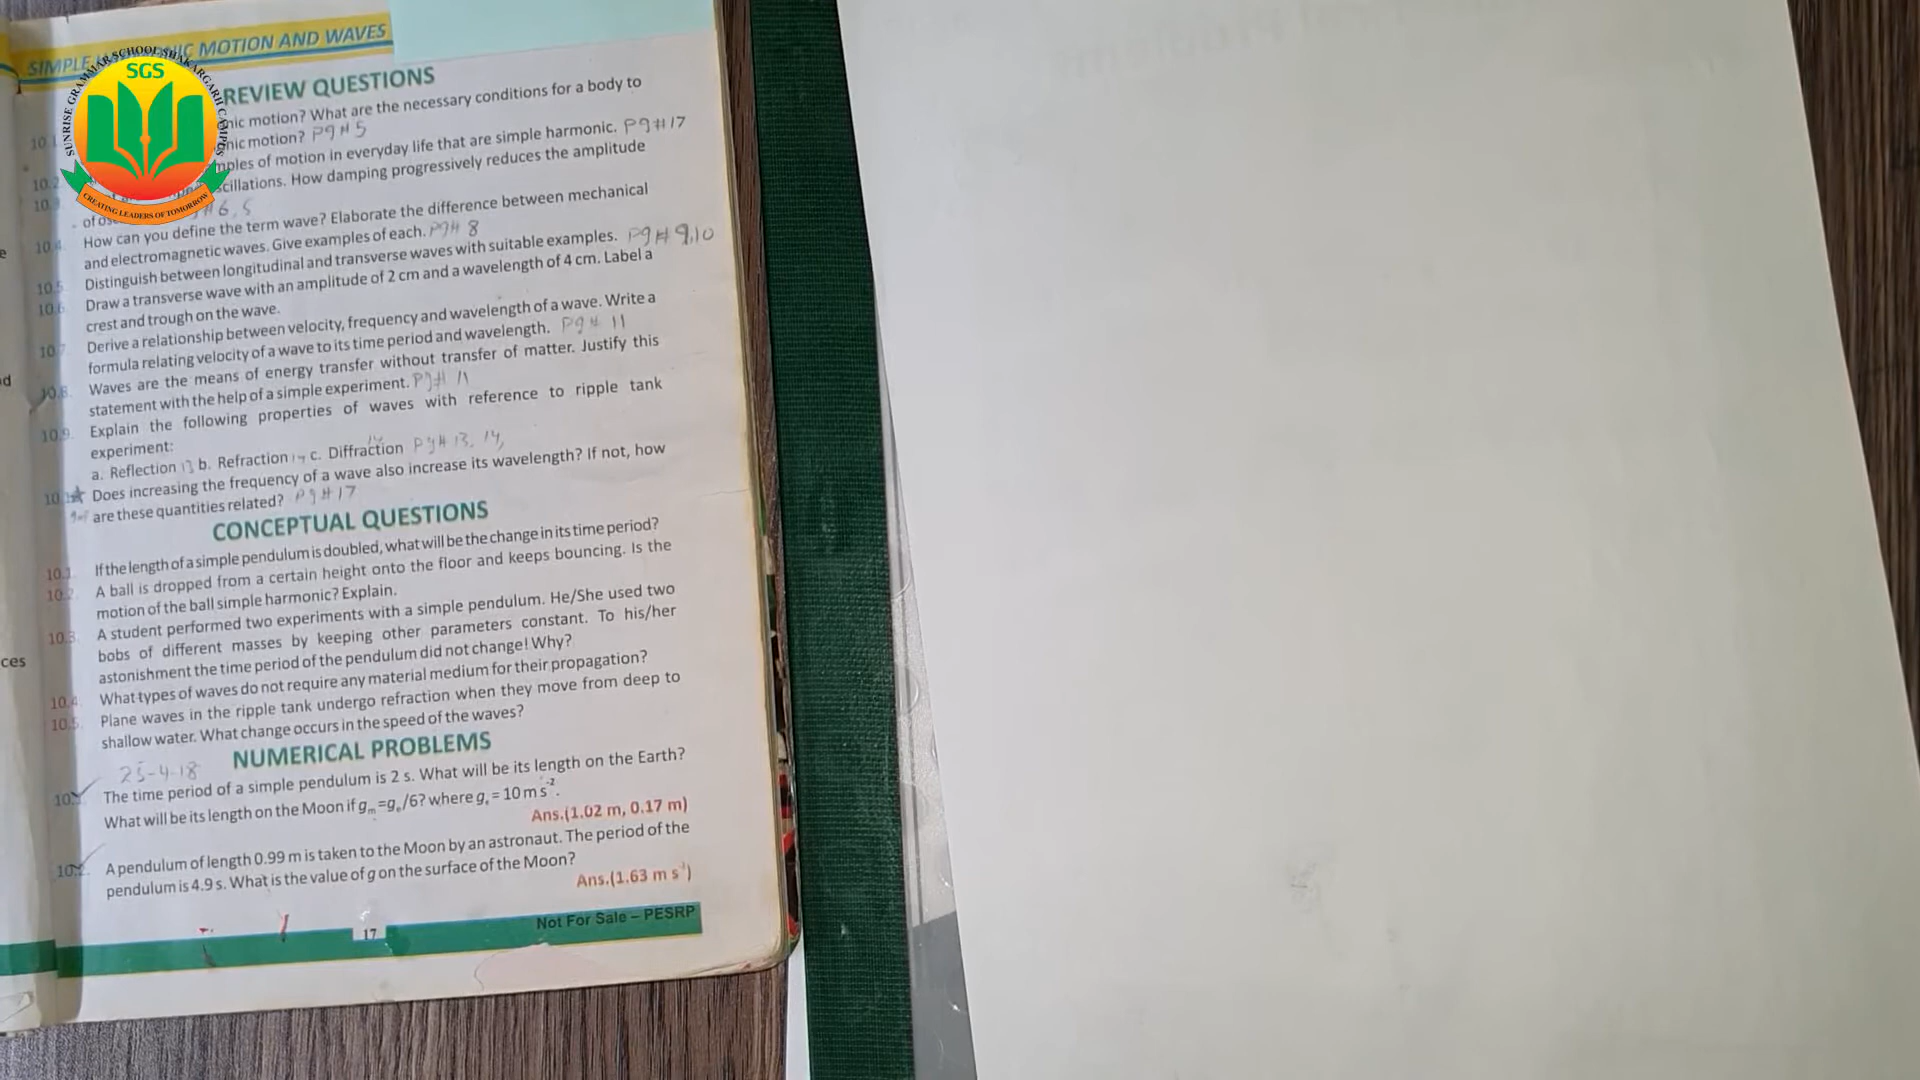 SIMPLE MOTION AND WAVES
SUNRISE GRAMMAR SCHOOL SHAKARGARH CAMPUS
SGS
CREATING LEADERS OF TOMORROW
REVIEW QUESTIONS
nic motion? What are the necessary conditions for a body to
nic motion? Pg# 5
10.2 mples of motion in everyday life that are simple harmonic. Pg#17
10.3 scillations. How damping progressively reduces the amplitude
of os #6,5
10.4. How can you define the term wave? Elaborate the difference between mechanical
and electromagnetic waves. Give examples of each. Pg# 8
10.5. Distinguish between longitudinal and transverse waves with suitable examples. Pg# 9,10
10.6 Draw a transverse wave with an amplitude of 2 cm and a wavelength of 4 cm. Label a
crest and trough on the wave.
10.7 Derive a relationship between velocity, frequency and wavelength of a wave. Write a
formula relating velocity of a wave to its time period and wavelength. Pg# 11
10.8. Waves are the means of energy transfer without transfer of matter. Justify this
statement with the help of a simple experiment. Pg# 11
10.9. Explain the following properties of waves with reference to ripple tank
experiment:
a. Reflection 13 b. Refraction 14 c. Diffraction 14 Pg# 13, 14,
Does increasing the frequency of a wave also increase its wavelength? If not, how
are these quantities related? Pg#17
CONCEPTUAL QUESTIONS
10.1. If the length of a simple pendulum is doubled, what will be the change in its time period?
10.2. A ball is dropped from a certain height onto the floor and keeps bouncing. Is the
motion of the ball simple harmonic? Explain.
10.3. A student performed two experiments with a simple pendulum. He/She used two
bobs of different masses by keeping other parameters constant. To his/her
astonishment the time period of the pendulum did not change! Why?
10.4. What types of waves do not require any material medium for their propagation?
10.5. Plane waves in the ripple tank undergo refraction when they move from deep to
shallow water. What change occurs in the speed of the waves?
NUMERICAL PROBLEMS
25-4-18
10.1. The time period of a simple pendulum is 2 s. What will be its length on the Earth?
What will be its length on the Moon if gₘ=gₑ/6? where gₑ = 10 m s⁻².
Ans.(1.02 m, 0.17 m)
10.2. A pendulum of length 0.99 m is taken to the Moon by an astronaut. The period of the
pendulum is 4.9 s. What is the value of g on the surface of the Moon?
Ans.(1.63 m s⁻¹)
17
Not For Sale – PESRP
ces